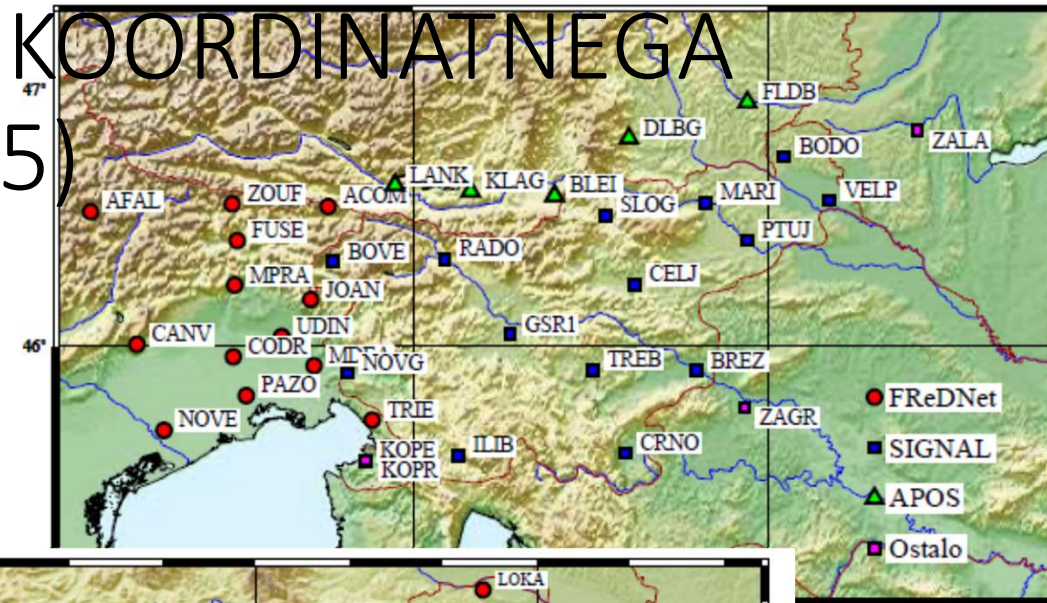 KOORDINATNEGA
5)
47°
46°
FLDB
DLBG
BODO
ZALA
LANK
KLAG
BLEI
AFAL
ZOUF
ACOM
SLOG
MARI
VELP
FUSE
BOVE
RADO
PTUJ
MPRA
JOAN
CELJ
UDIN
GSR1
CANV
CODR
NOVG
TREB
BREZ
PAZO
TRIE
ZAGR
NOVE
KOPE
KOPR
ILIB
CRNO
FReDNet
SIGNAL
APOS
Ostalo
LOKA